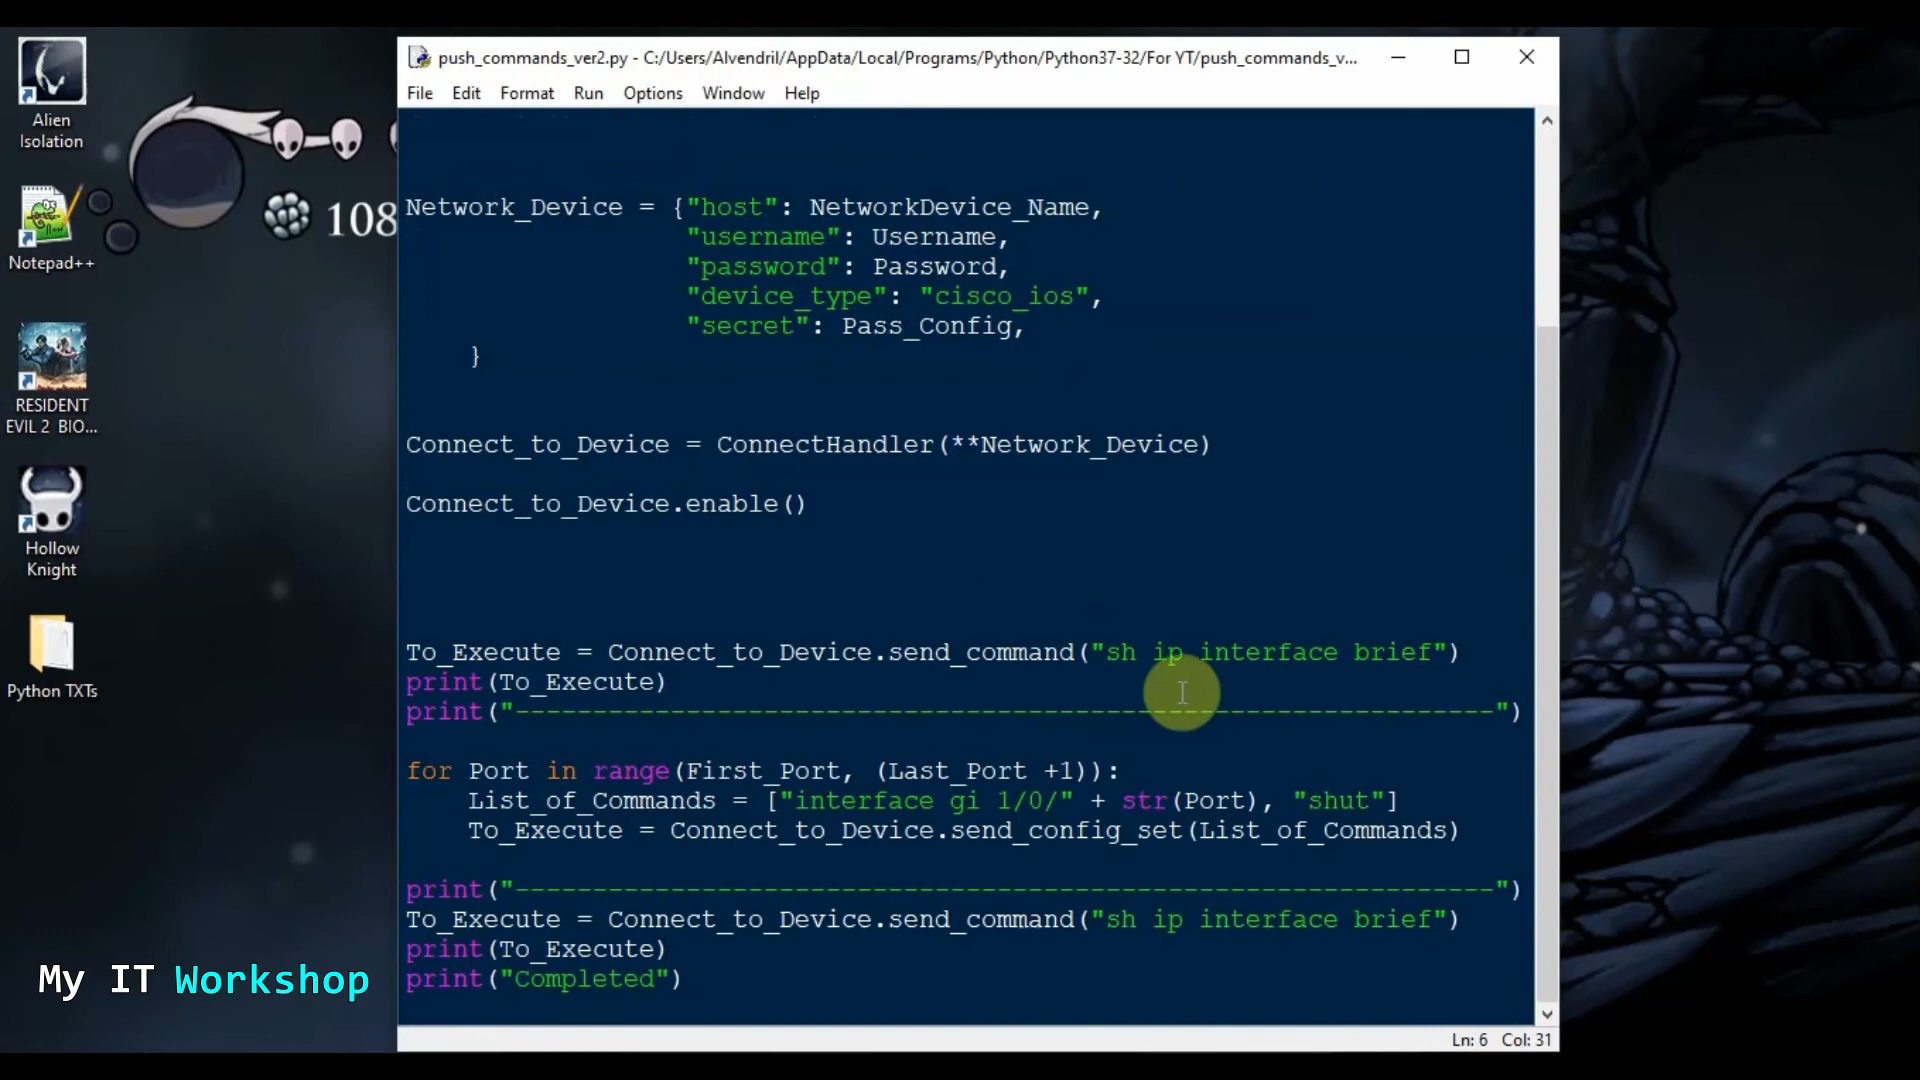 push_commands_ver2.py - C:/Users/Alvendril/AppData/Local/Programs/Python/Python37-32/For YT/push_commands_v...
File Edit Format Run Options Window Help
Alien
Isolation
Notepad++
RESIDENT
EVIL 2 BIO...
Hollow
Knight
Python TXTs
108
Network_Device = {"host": NetworkDevice_Name,
"username": Username,
"password": Password,
"device_type": "cisco_ios",
"secret": Pass_Config,
}
Connect_to_Device = ConnectHandler(**Network_Device)
Connect_to_Device.enable()
To_Execute = Connect_to_Device.send_command("sh ip interface brief")
print(To_Execute)
print("---------------------------------------------------------------")
for Port in range(First_Port, (Last_Port +1)):
List_of_Commands = ["interface gi 1/0/" + str(Port), "shut"]
To_Execute = Connect_to_Device.send_config_set(List_of_Commands)
print("---------------------------------------------------------------")
To_Execute = Connect_to_Device.send_command("sh ip interface brief")
print(To_Execute)
print("Completed")
My IT Workshop
Ln: 6 Col: 31